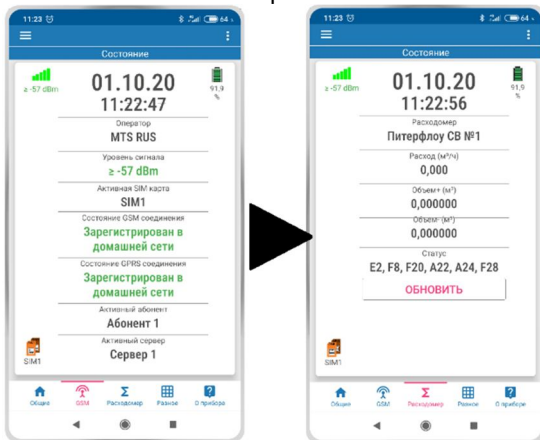 11:23
64
Состояние
≥ -57 dBm
01.10.20
11:22:47
91,9
%
Оператор
MTS RUS
Уровень сигнала
≥ -57 dBm
Активная SIM карта
SIM1
Состояние GSM соединения
Зарегистрирован в
домашней сети
Состояние GPRS соединения
Зарегистрирован в
домашней сети
Активный абонент
Абонент 1
Активный сервер
Сервер 1
SIM1
Общие
GSM
Расходомер
Разное
О приборе
11:23
64
Состояние
≥ -57 dBm
01.10.20
11:22:56
91,9
%
Расходомер
Питерфлоу СВ №1
Расход (м³/ч)
0,000
Объем+ (м³)
0,000000
Объем- (м³)
0,000000
Статус
E2, F8, F20, A22, A24, F28
ОБНОВИТЬ
SIM1
Общие
GSM
Расходомер
Разное
О приборе